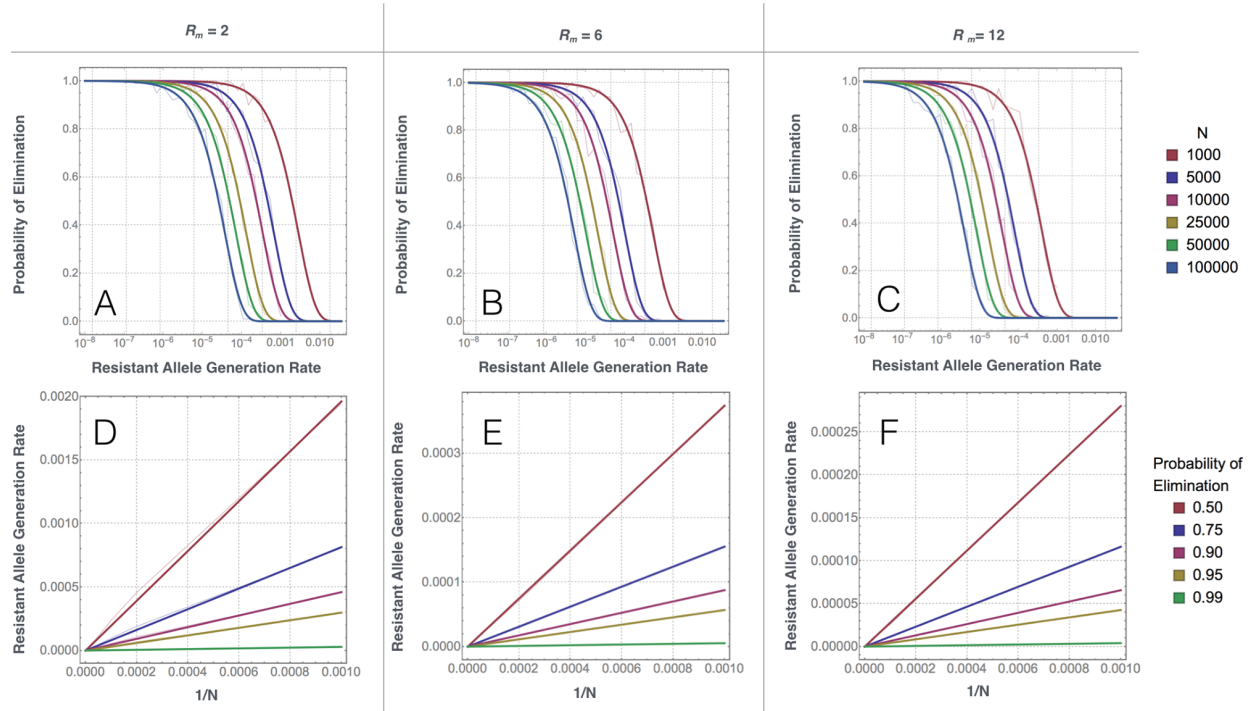 R_m = 2
R_m = 6
R_m = 12
Probability of Elimination
1.0
0.8
0.6
0.4
0.2
0.0
A
10⁻⁸ 10⁻⁷ 10⁻⁶ 10⁻⁵ 10⁻⁴ 0.001 0.010
Resistant Allele Generation Rate
Probability of Elimination
1.0
0.8
0.6
0.4
0.2
0.0
B
10⁻⁸ 10⁻⁷ 10⁻⁶ 10⁻⁵ 10⁻⁴ 0.001 0.010
Resistant Allele Generation Rate
Probability of Elimination
1.0
0.8
0.6
0.4
0.2
0.0
C
10⁻⁸ 10⁻⁷ 10⁻⁶ 10⁻⁵ 10⁻⁴ 0.001 0.010
Resistant Allele Generation Rate
N
1000
5000
10000
25000
50000
100000
Resistant Allele Generation Rate
0.0020
0.0015
0.0010
0.0005
0.0000
D
0.0000 0.0002 0.0004 0.0006 0.0008 0.0010
1/N
Resistant Allele Generation Rate
0.0003
0.0002
0.0001
0.0000
E
0.0000 0.0002 0.0004 0.0006 0.0008 0.0010
1/N
Resistant Allele Generation Rate
0.00025
0.00020
0.00015
0.00010
0.00005
0.00000
F
0.0000 0.0002 0.0004 0.0006 0.0008 0.0010
1/N
Probability of
Elimination
0.50
0.75
0.90
0.95
0.99